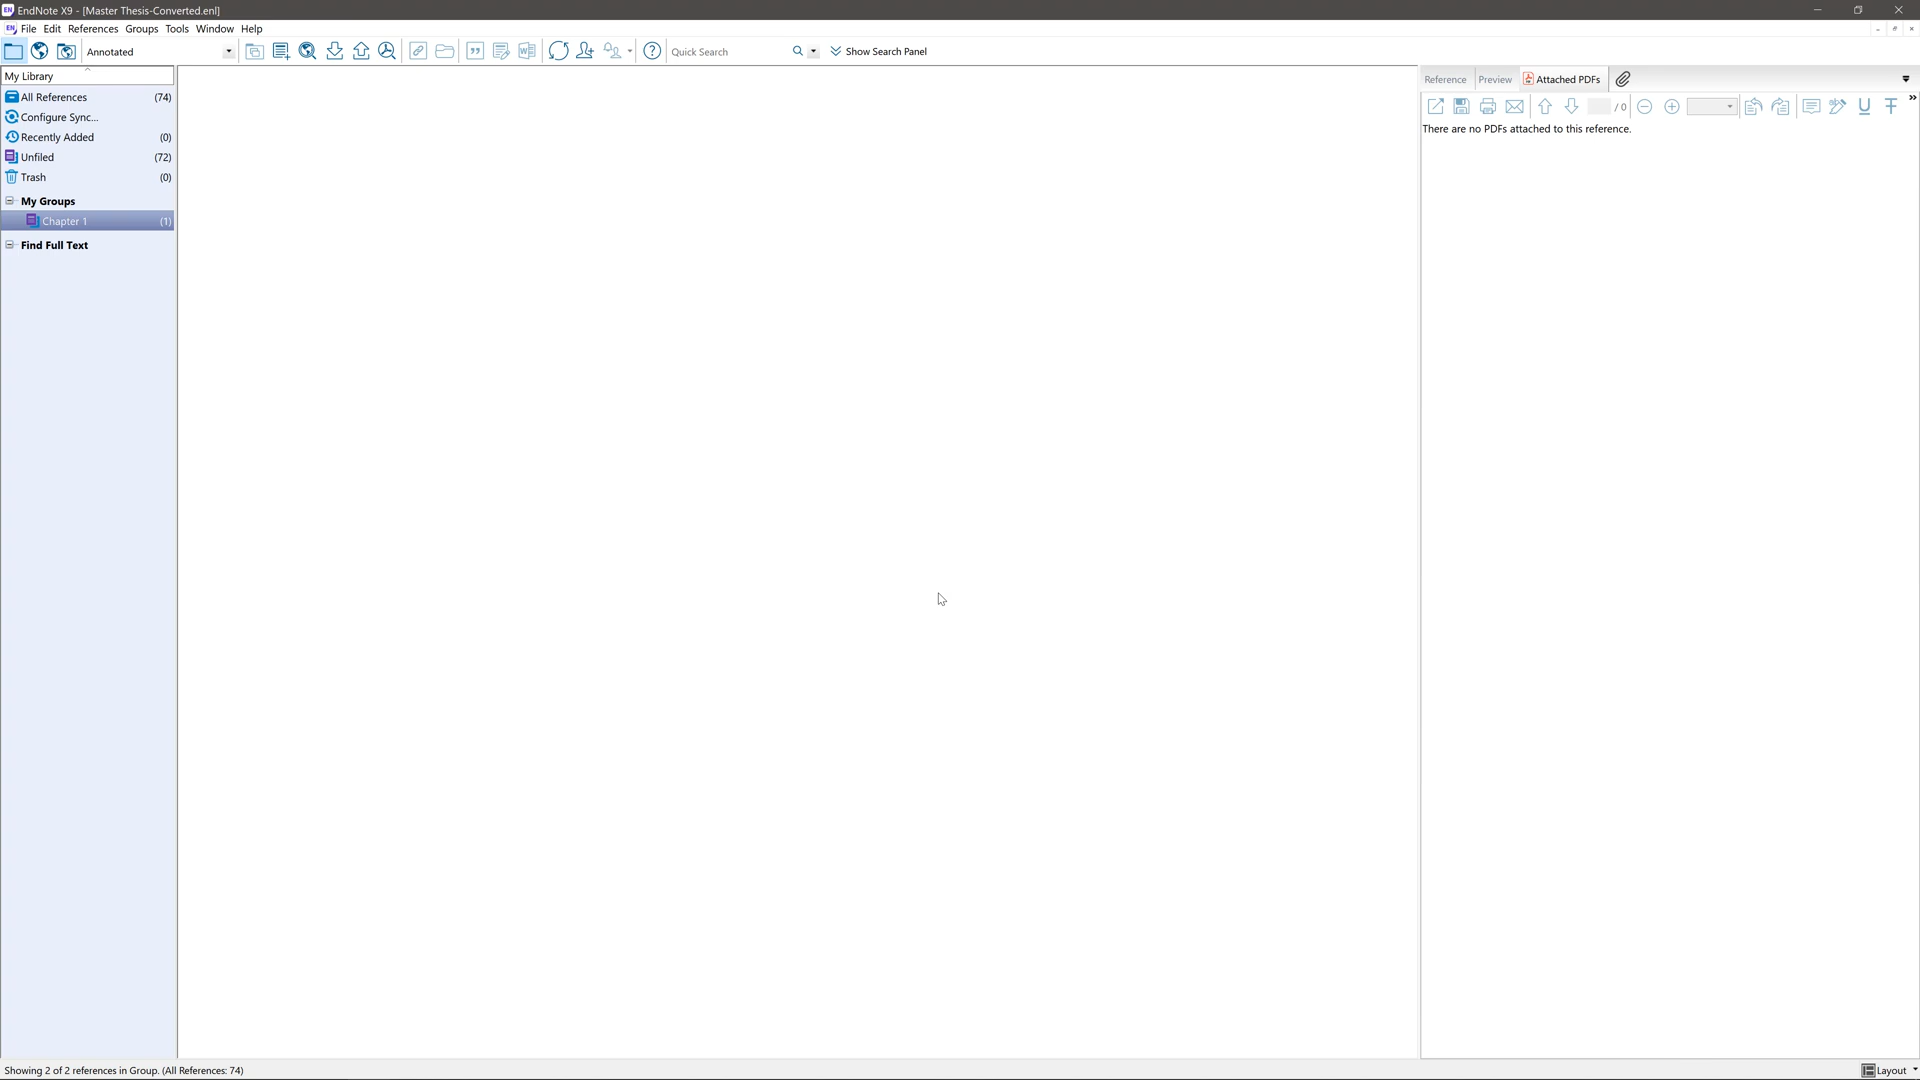 EndNote X9 - [Master Thesis-Converted.enl]
File Edit References Groups Tools Window Help
Annotated
Quick Search
Show Search Panel
My Library
All References (74)
Configure Sync...
Recently Added (0)
Unfiled (72)
Trash (0)
My Groups
Chapter 1 (1)
Find Full Text
Reference Preview Attached PDFs
/ 0
There are no PDFs attached to this reference.
Showing 2 of 2 references in Group. (All References: 74)
Layout